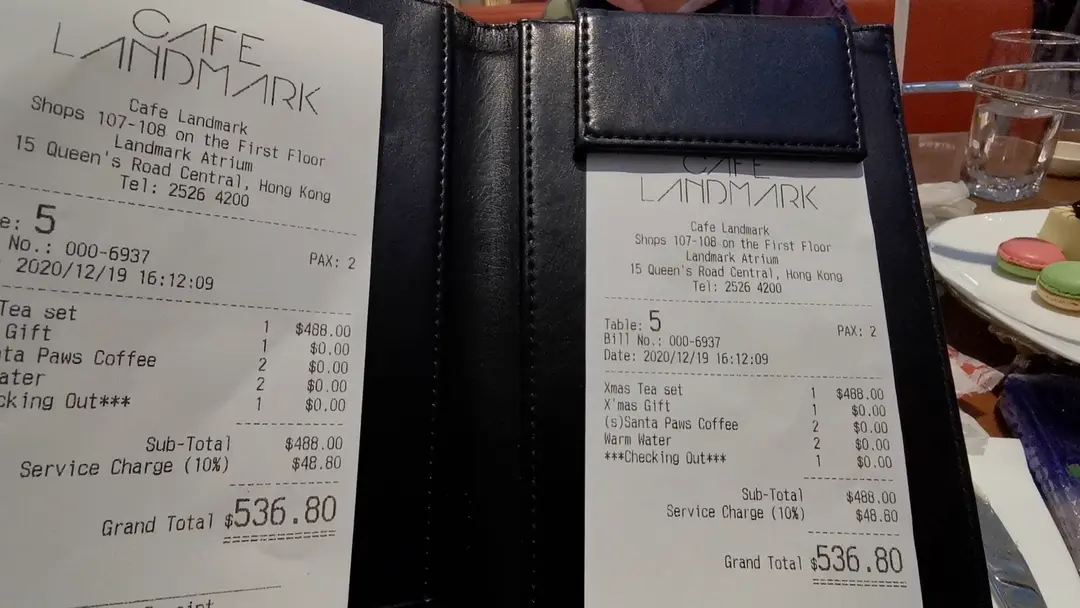 CAFE
LANDMARK
Cafe Landmark
Shops 107-108 on the First Floor
Landmark Atrium
15 Queen's Road Central, Hong Kong
Tel: 2526 4200
e: 5 PAX: 2
No.: 000-6937
: 2020/12/19 16:12:09
Tea set 1 $488.00
Gift 1 $0.00
nta Paws Coffee 2 $0.00
ater 2 $0.00
cking Out*** 1 $0.00
Sub-Total $488.00
Service Charge (10%) $48.80
Grand Total $536.80
CAFE
LANDMARK
Cafe Landmark
Shops 107-108 on the First Floor
Landmark Atrium
15 Queen's Road Central, Hong Kong
Tel: 2526 4200
Table: 5 PAX: 2
Bill No.: 000-6937
Date: 2020/12/19 16:12:09
Xmas Tea set 1 $488.00
X'mas Gift 1 $0.00
(s)Santa Paws Coffee 2 $0.00
Warm Water 2 $0.00
***Checking Out*** 1 $0.00
Sub-Total $488.00
Service Charge (10%) $48.80
Grand Total $536.80